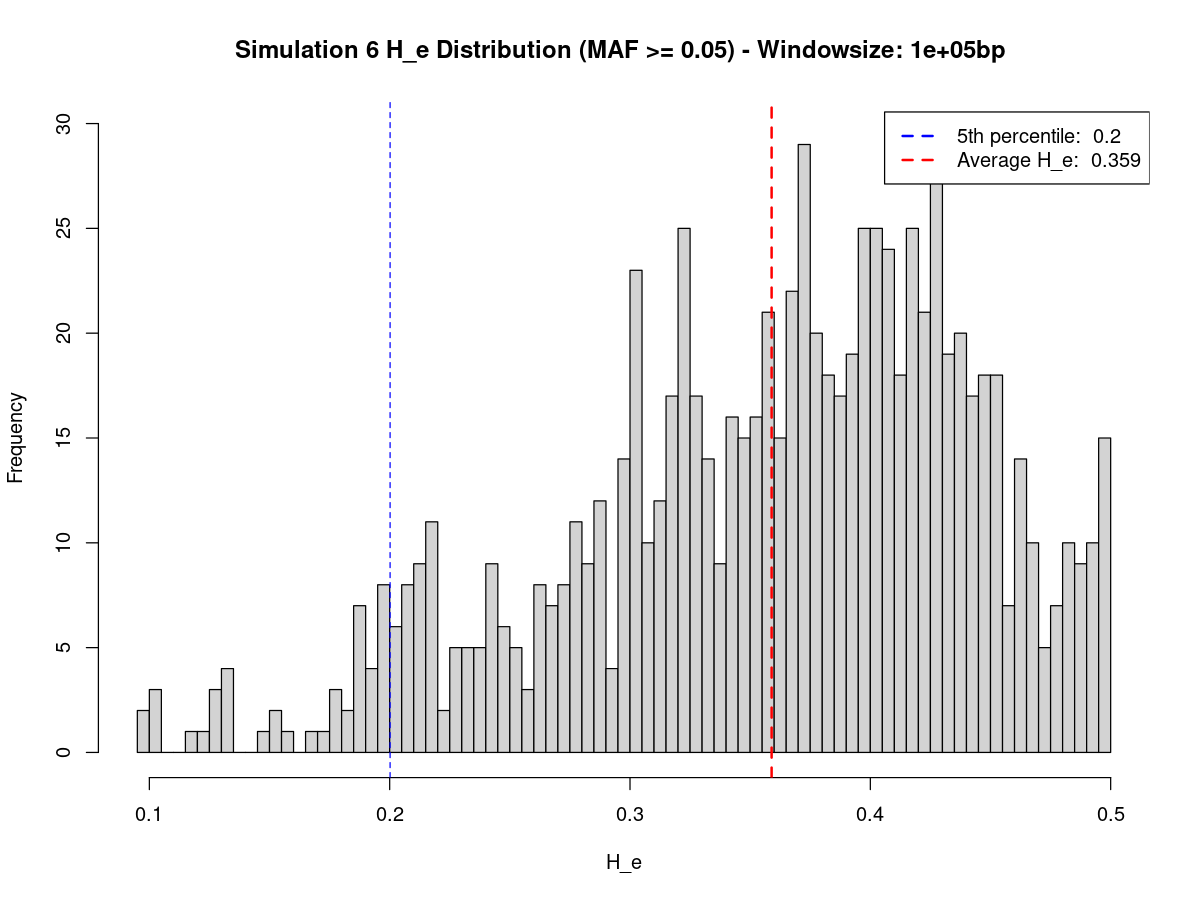 Simulation 6 H_e Distribution (MAF >= 0.05) - Windowsize: 1e+05bp
5th percentile: 0.2
Average H_e: 0.359
Frequency
30
25
20
15
10
5
0
0.1 0.2 0.3 0.4 0.5
H_e